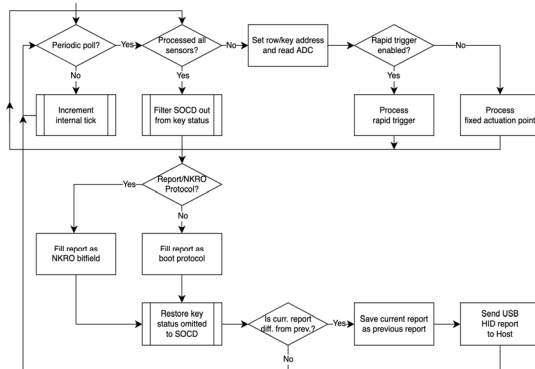 Periodic poll?
Yes
Processed all
sensors?
No
Set row/key address
and read ADC
Rapid trigger
enabled?
No
No
Yes
Yes
Increment
internal tick
Filter SOCD out
from key status
Process
rapid trigger
Process
fixed actuation point
Report/NKRO
Protocol?
Yes
No
Fill report as
NKRO bitfield
Fill report as
boot protocol
Restore key
status omitted
to SOCD
Is curr. report
diff. from prev.?
Yes
Save current report
as previous report
Send USB
HID report
to Host
No